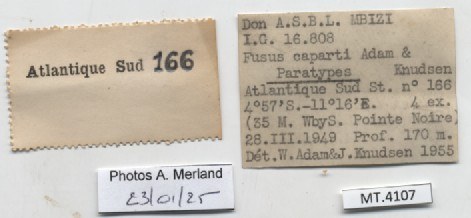 Atlantique Sud 166
Don A.S.B.L. MBIZI
I.G. 16.808
Fusus caparti Adam &
Paratypes Knudsen
Atlantique Sud St. n° 166
4°57'S.-11°16'E. 4 ex.
(35 M. WbyS. Pointe Noire)
28.III.1949 Prof. 170 m.
Dét.W.Adam&J.Knudsen 1955
Photos A. Merland
23/01/25
MT.4107